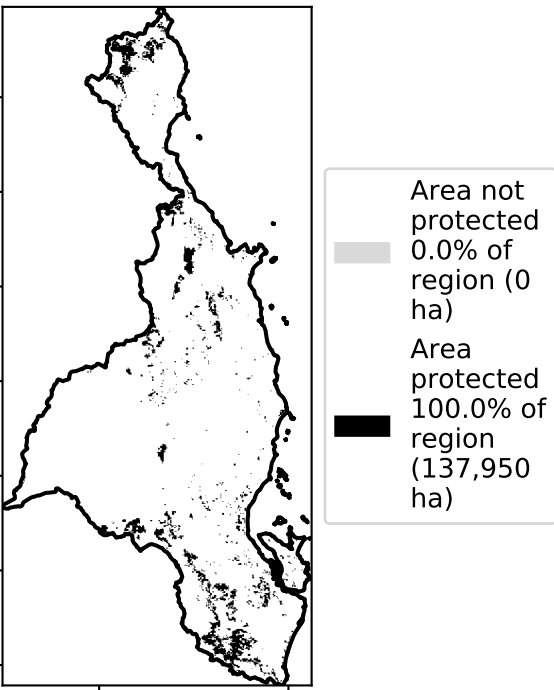 Area not
protected
0.0% of
region (0
ha)
Area
protected
100.0% of
region
(137,950
ha)